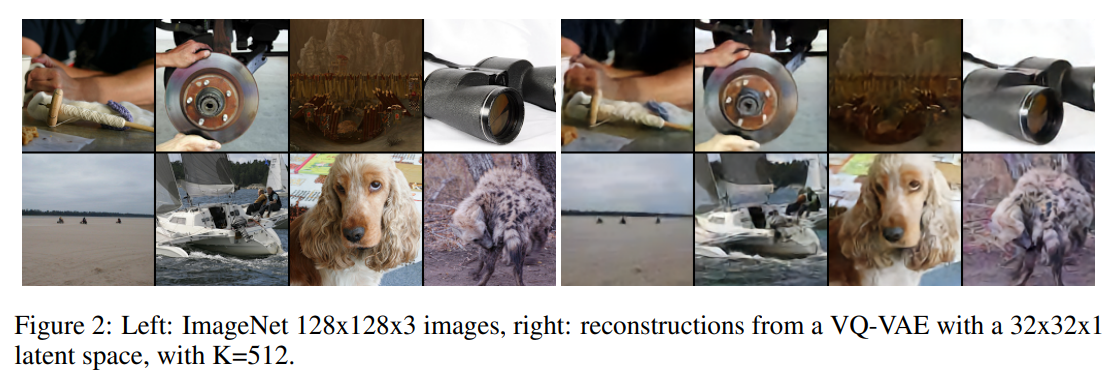 Figure 2: Left: ImageNet 128x128x3 images, right: reconstructions from a VQ-VAE with a 32x32x1
latent space, with K=512.